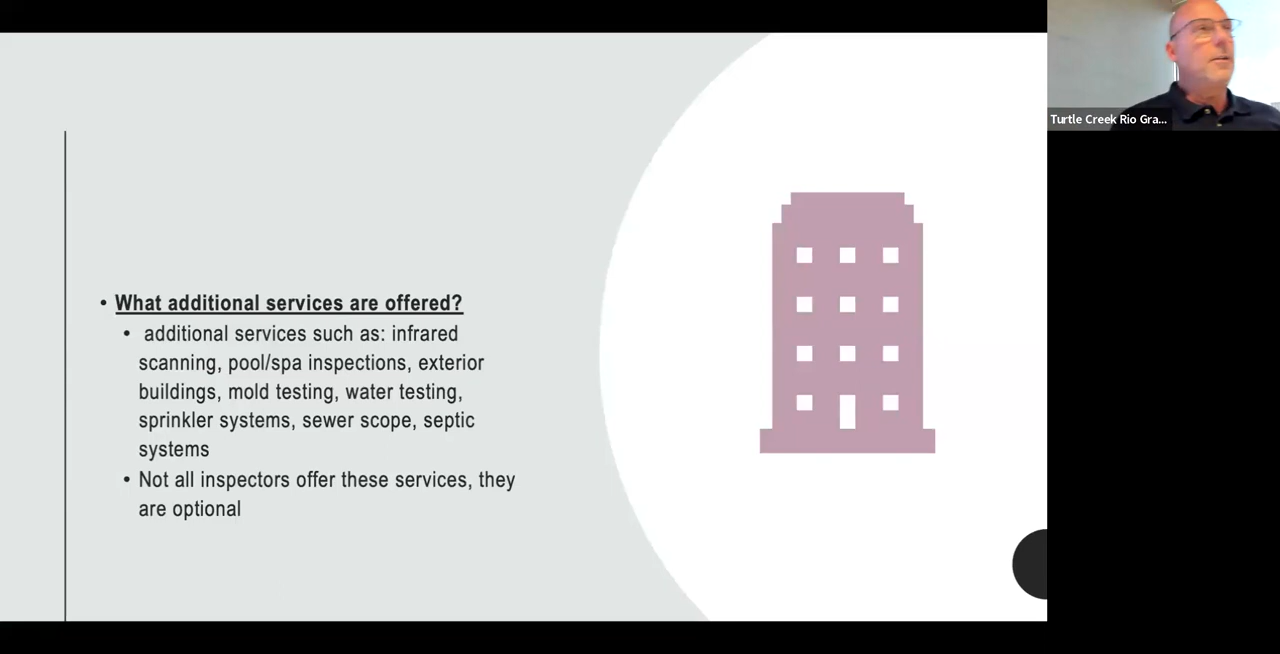 Turtle Creek Rio Gra...
• What additional services are offered?
• additional services such as: infrared
scanning, pool/spa inspections, exterior
buildings, mold testing, water testing,
sprinkler systems, sewer scope, septic
systems
• Not all inspectors offer these services, they
are optional